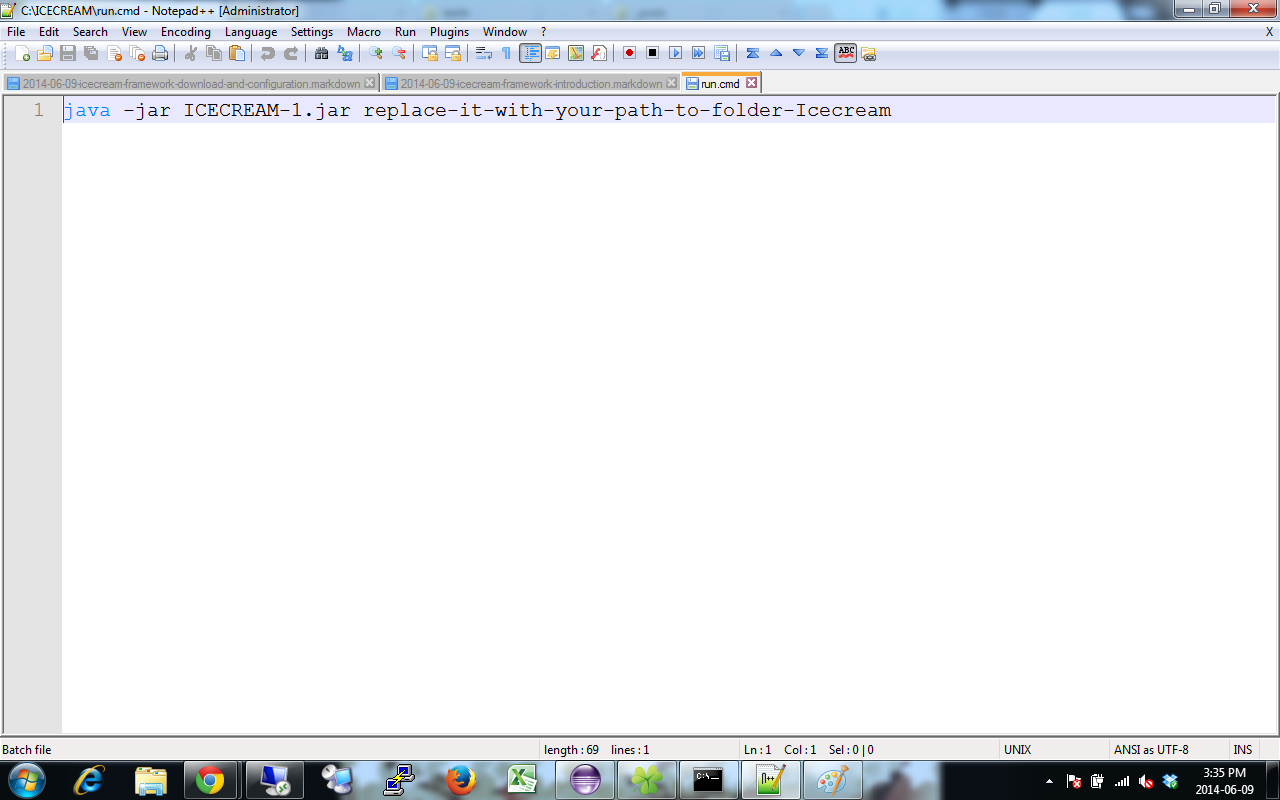 C:\ICECREAM\run.cmd - Notepad++ [Administrator]
File Edit Search View Encoding Language Settings Macro Run Plugins Window ? X
2014-06-09-icecream-framework-download-and-configuration.markdown 2014-06-09-icecream-framework-introduction.markdown run.cmd
1 java -jar ICECREAM-1.jar replace-it-with-your-path-to-folder-Icecream
Batch file length : 69 lines : 1 Ln : 1 Col : 1 Sel : 0 | 0 UNIX ANSI as UTF-8 INS
3:35 PM
2014-06-09